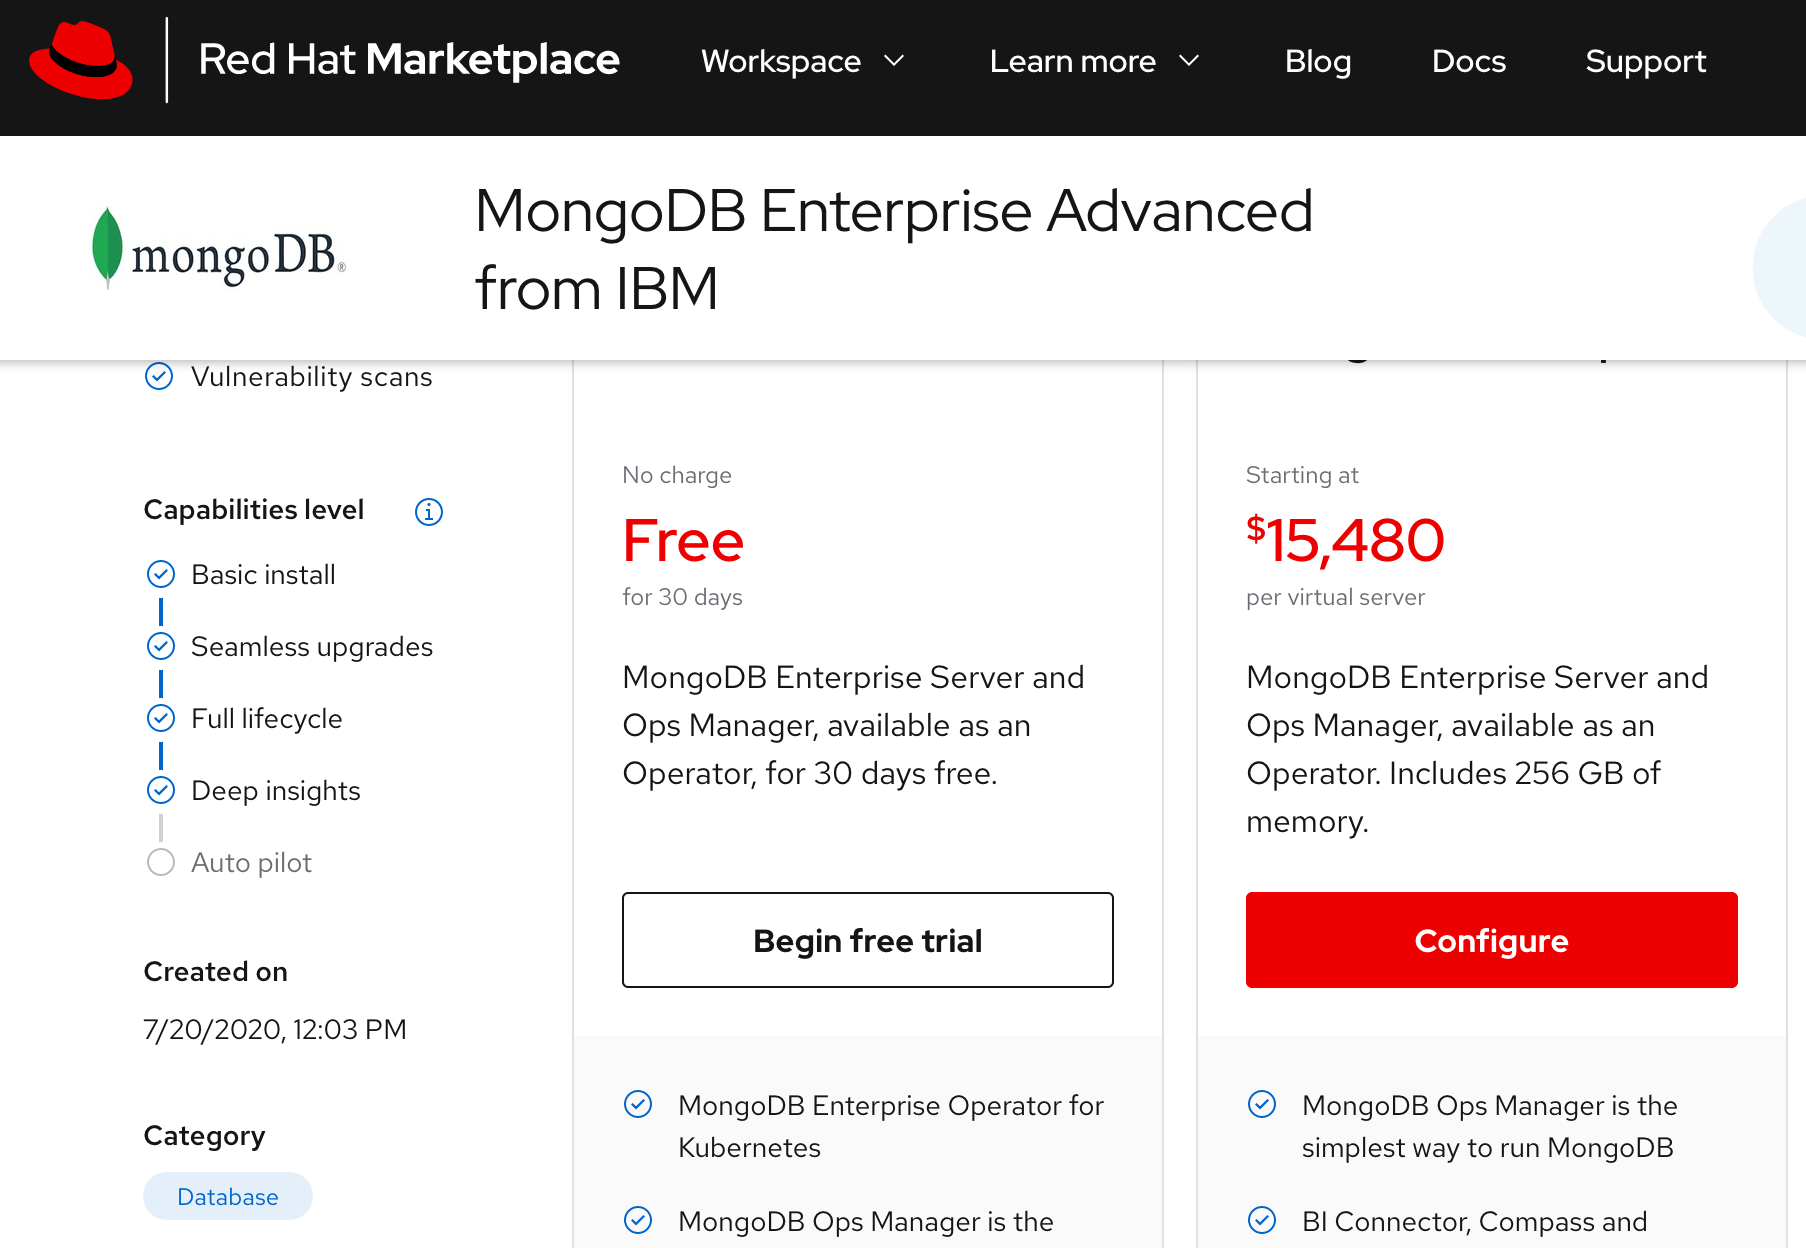 Red Hat Marketplace
Workspace
Learn more
Blog
Docs
Support
mongoDB®
MongoDB Enterprise Advanced
from IBM
Vulnerability scans
Capabilities level
Basic install
Seamless upgrades
Full lifecycle
Deep insights
Auto pilot
Created on
7/20/2020, 12:03 PM
Category
Database
No charge
Free
for 30 days
MongoDB Enterprise Server and
Ops Manager, available as an
Operator, for 30 days free.
Begin free trial
MongoDB Enterprise Operator for
Kubernetes
MongoDB Ops Manager is the
Starting at
$15,480
per virtual server
MongoDB Enterprise Server and
Ops Manager, available as an
Operator. Includes 256 GB of
memory.
Configure
MongoDB Ops Manager is the
simplest way to run MongoDB
BI Connector, Compass and